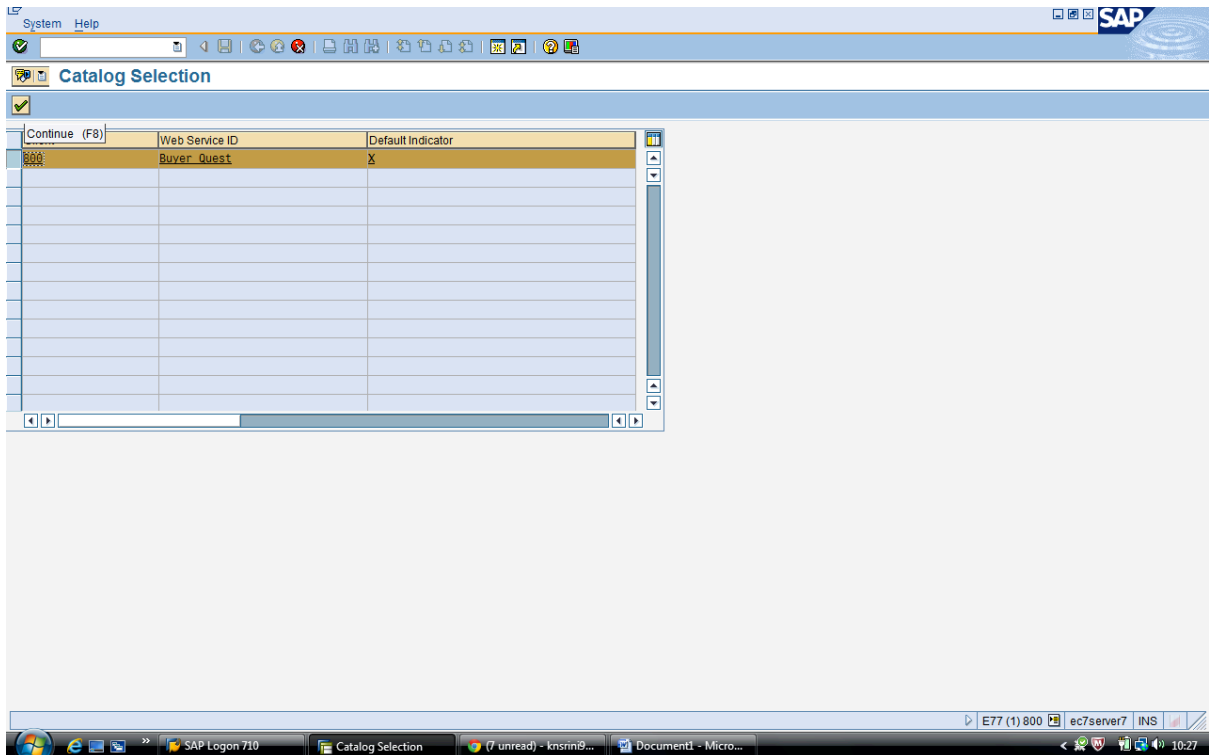 System Help
SAP
Catalog Selection
Continue (F8)
Web Service ID
Default Indicator
800
Buyer Quest
X
E77 (1) 800
ec7server7
INS
SAP Logon 710
Catalog Selection
(7 unread) - knsrini9...
Document1 - Micro...
10:27